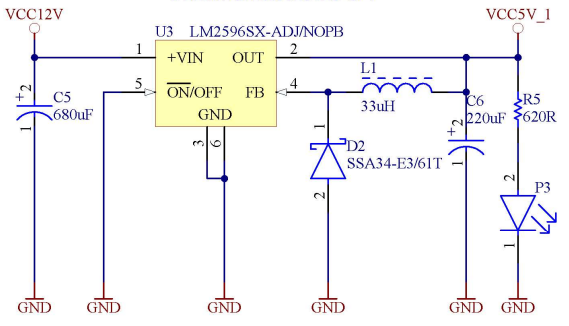 VCC12V
VCC5V_1
U3 LM2596SX-ADJ/NOPB
1 +VIN OUT 2
5 ON/OFF FB 4
GND
3 6
2 C5
1 680uF
L1
33uH
C6
220uF
2
1
R5
620R
1 D2
SSA34-E3/61T
2
2 P3
1
GND GND GND GND GND GND